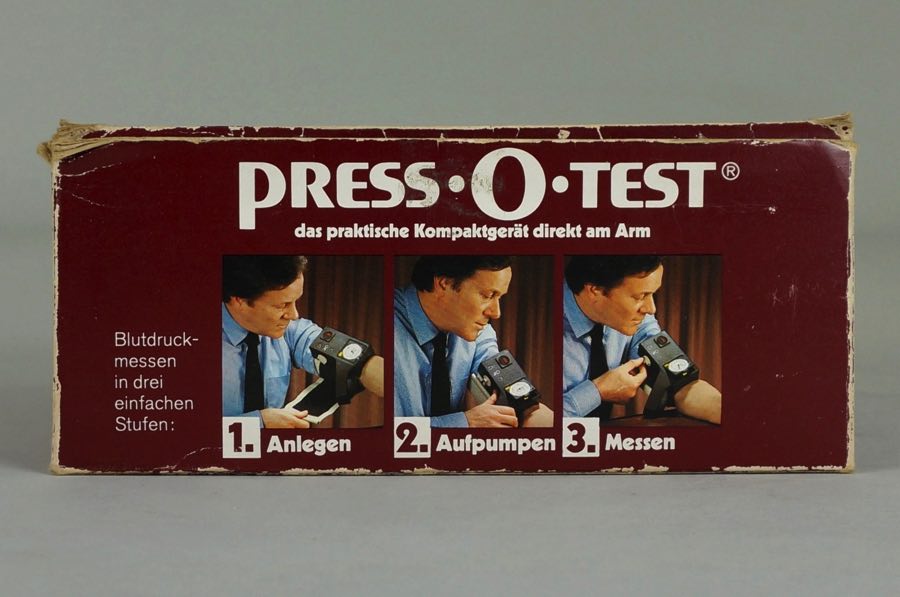 PRESS·O·TEST®
das praktische Kompaktgerät direkt am Arm
Blutdruck-
messen
in drei
einfachen
Stufen:
1. Anlegen
2. Aufpumpen
3. Messen